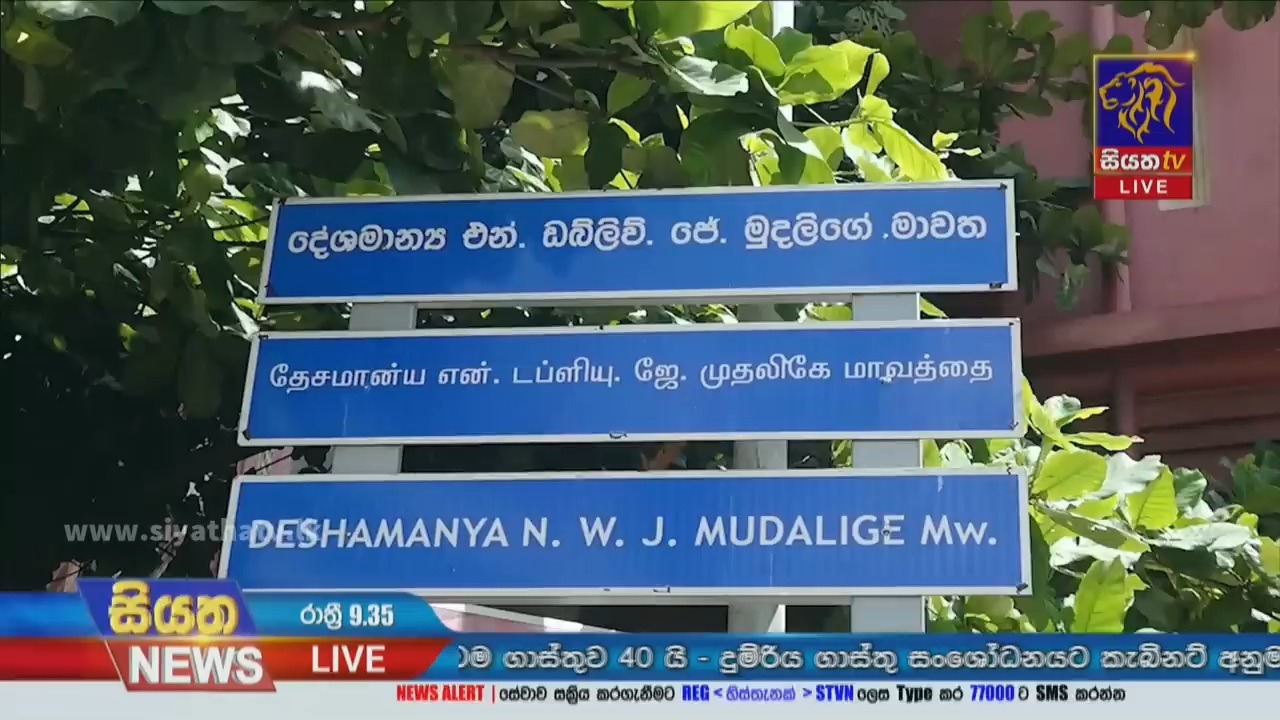 සියත tv
LIVE
දේශමාන්‍ය එන්. ඩබ්ලිව්. ජේ. මුදලිගේ මාවත
தேசமான்ய என். டப்ளியு. ஜே. முதலிகே மாவத்தை
DESHAMANYA N. W. J. MUDALIGE Mw.
සියත
NEWS
රාත්‍රී 9.35
LIVE
ගාස්තුව 40 යි - දුම්රිය ගාස්තු සංශෝධනයට කැබිනට්
NEWS ALERT | සේවාව සක්‍රීය කරගැනීමට REG < හිස්තැනක් > STVN ලෙස Type කර 77000 ට SMS කරන්න